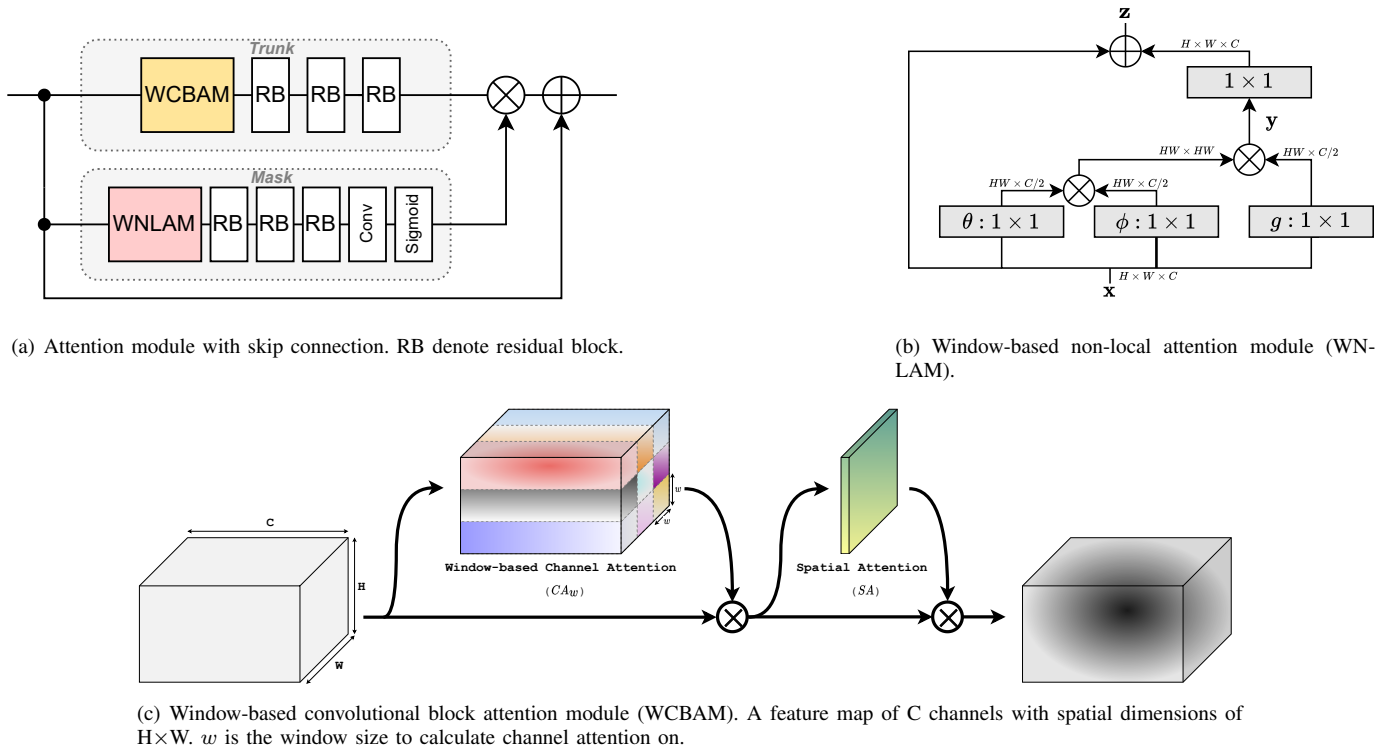 Trunk
WCBAM RB RB RB
Mask
WNLAM RB RB RB Conv Sigmoid
(a) Attention module with skip connection. RB denote residual block.
z
H × W × C
1 × 1
y
HW × HW
HW × C/2
HW × C/2
HW × C/2
θ : 1 × 1
ϕ : 1 × 1
g : 1 × 1
H × W × C
x
(b) Window-based non-local attention module (WN-
LAM).
C
H
W
w
w
Window-based Channel Attention
(CAw)
Spatial Attention
(SA)
(c) Window-based convolutional block attention module (WCBAM). A feature map of C channels with spatial dimensions of
H×W. w is the window size to calculate channel attention on.